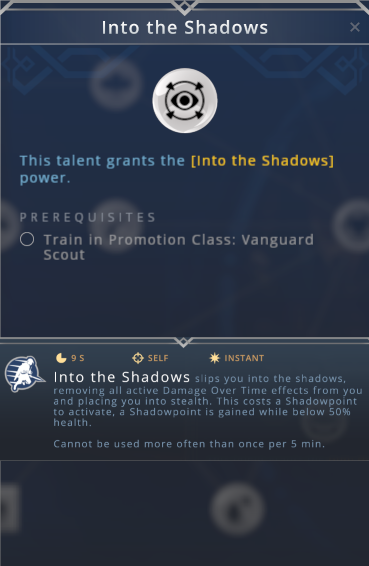 Into the Shadows
This talent grants the [Into the Shadows]
power.
PREREQUISITES
Train in Promotion Class: Vanguard
Scout
9 S SELF INSTANT
Into the Shadows slips you into the shadows,
removing all active Damage Over Time effects from you
and placing you into stealth. This costs a Shadowpoint
to activate, a Shadowpoint is gained while below 50%
health.
Cannot be used more often than once per 5 min.